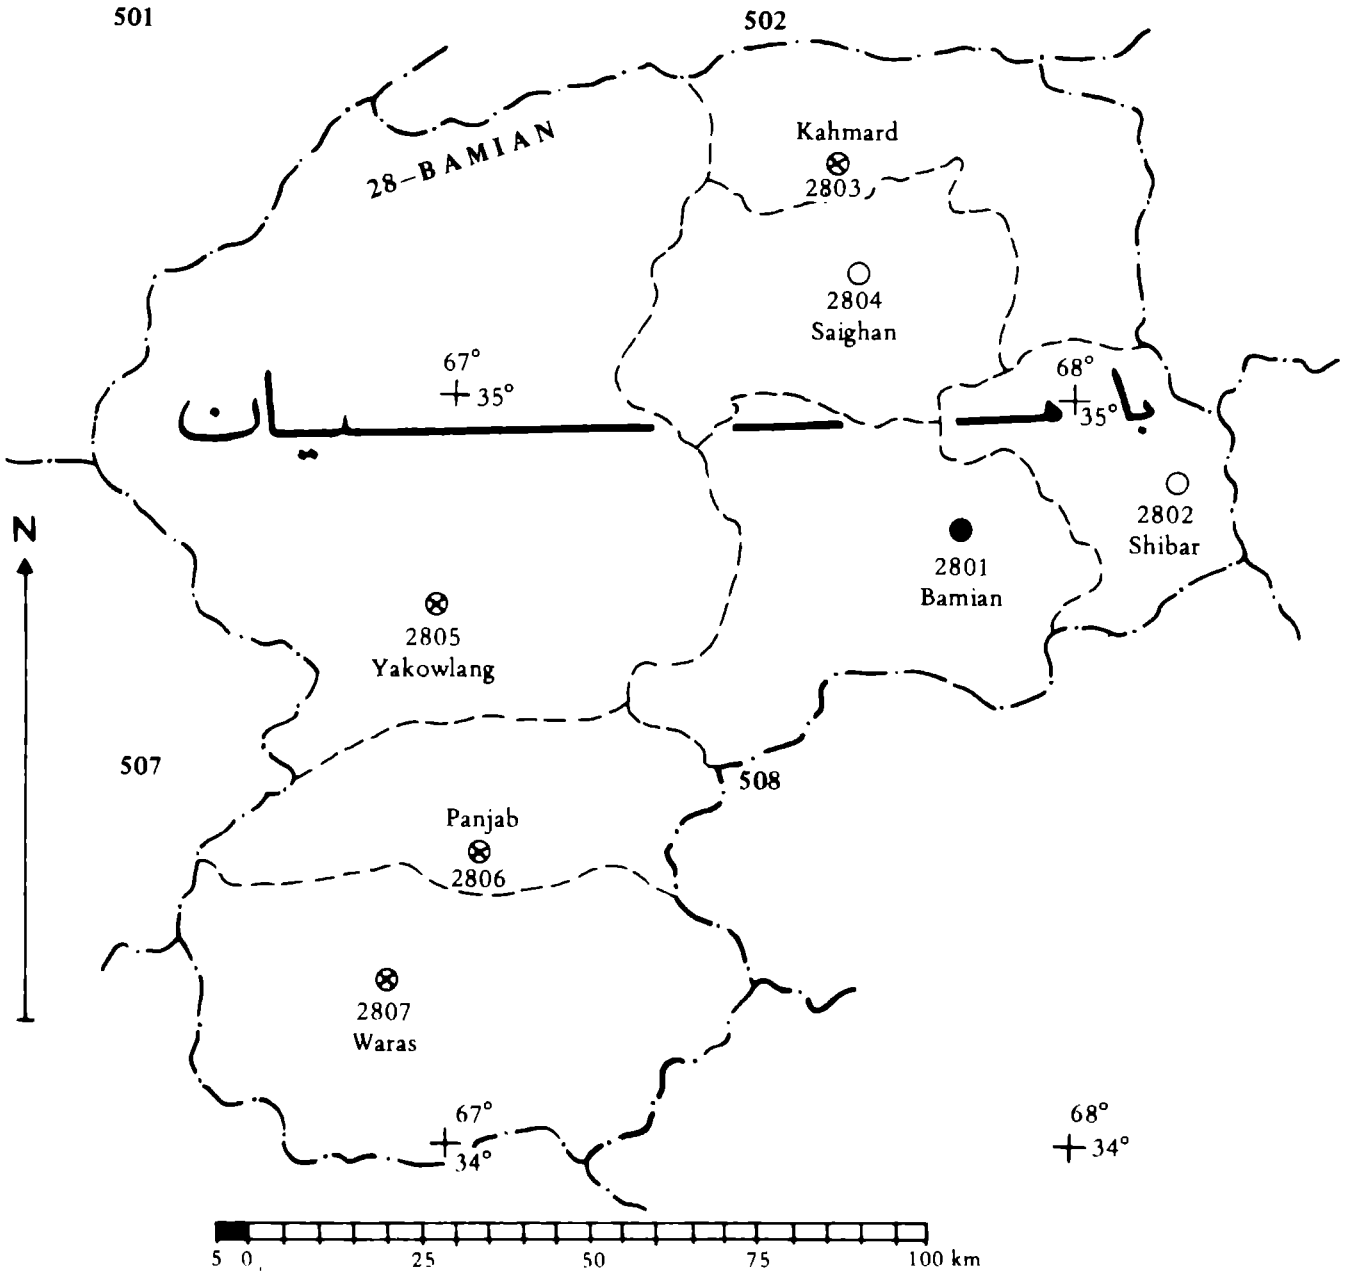 501
502
28-BAMIAN
Kahmard
2803
2804
Saighan
67°
35°
68°
35°
بامیان
2802
Shibar
N
2801
Bamian
2805
Yakowlang
507
508
Panjab
2806
2807
Waras
67°
34°
68°
34°
5 0 25 50 75 100 km